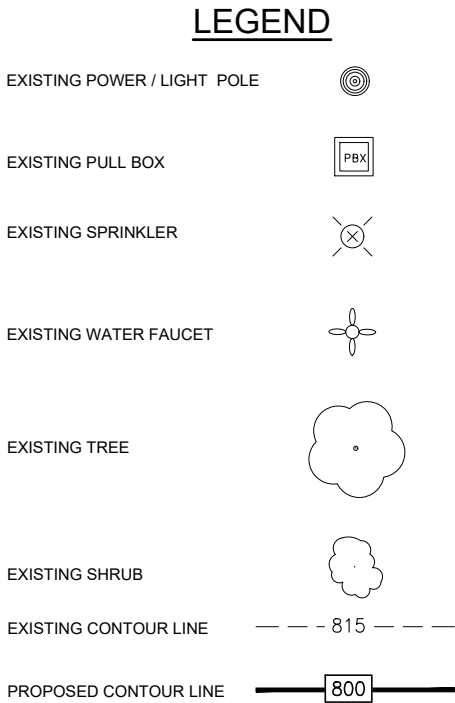 LEGEND
EXISTING POWER / LIGHT POLE
EXISTING PULL BOX PBX
EXISTING SPRINKLER
EXISTING WATER FAUCET
EXISTING TREE
EXISTING SHRUB
EXISTING CONTOUR LINE 815
PROPOSED CONTOUR LINE 800